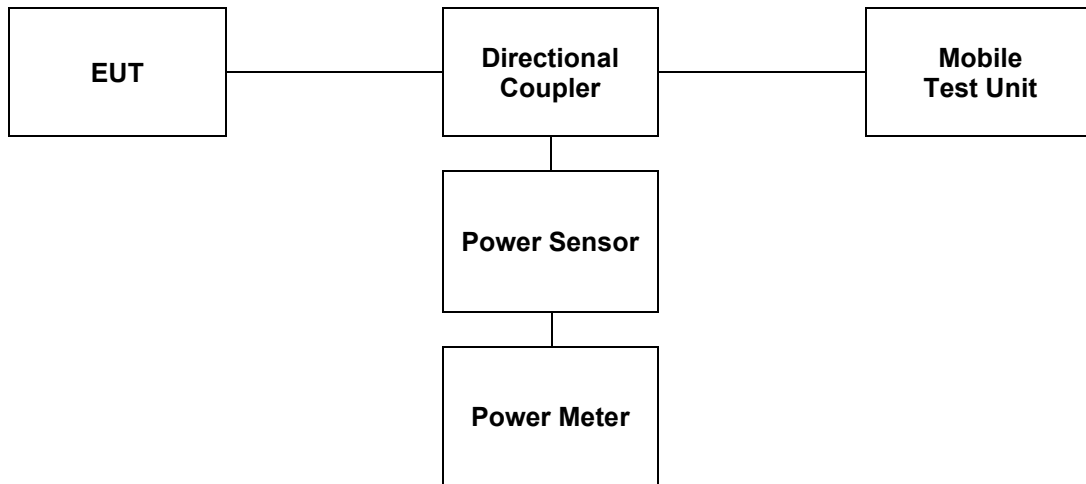 EUT
Directional
Coupler
Mobile
Test Unit
Power Sensor
Power Meter